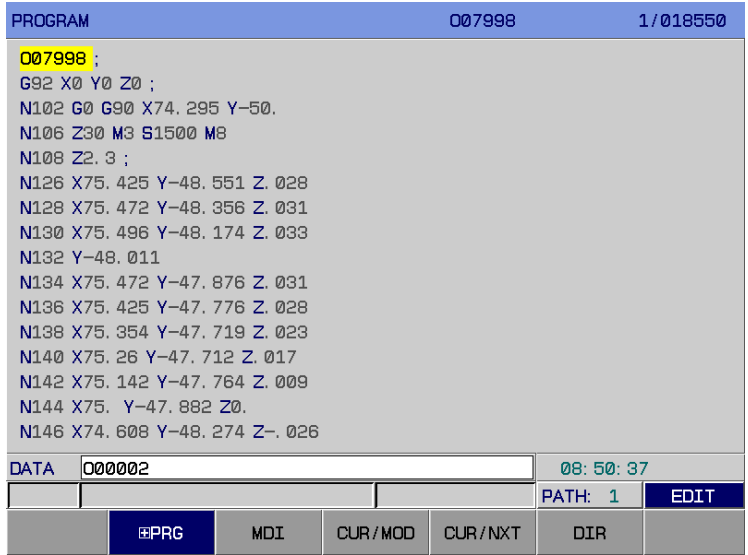 PROGRAM O07998 1/018550
O07998 ;
G92 X0 Y0 Z0 ;
N102 G0 G90 X74. 295 Y-50.
N106 Z30 M3 S1500 M8
N108 Z2. 3 ;
N126 X75. 425 Y-48. 551 Z. 028
N128 X75. 472 Y-48. 356 Z. 031
N130 X75. 496 Y-48. 174 Z. 033
N132 Y-48. 011
N134 X75. 472 Y-47. 876 Z. 031
N136 X75. 425 Y-47. 776 Z. 028
N138 X75. 354 Y-47. 719 Z. 023
N140 X75. 26 Y-47. 712 Z. 017
N142 X75. 142 Y-47. 764 Z. 009
N144 X75. Y-47. 882 Z0.
N146 X74. 608 Y-48. 274 Z-. 026
DATA O00002 08: 50: 37
PATH: 1 EDIT
⊞PRG MDI CUR/MOD CUR/NXT DIR